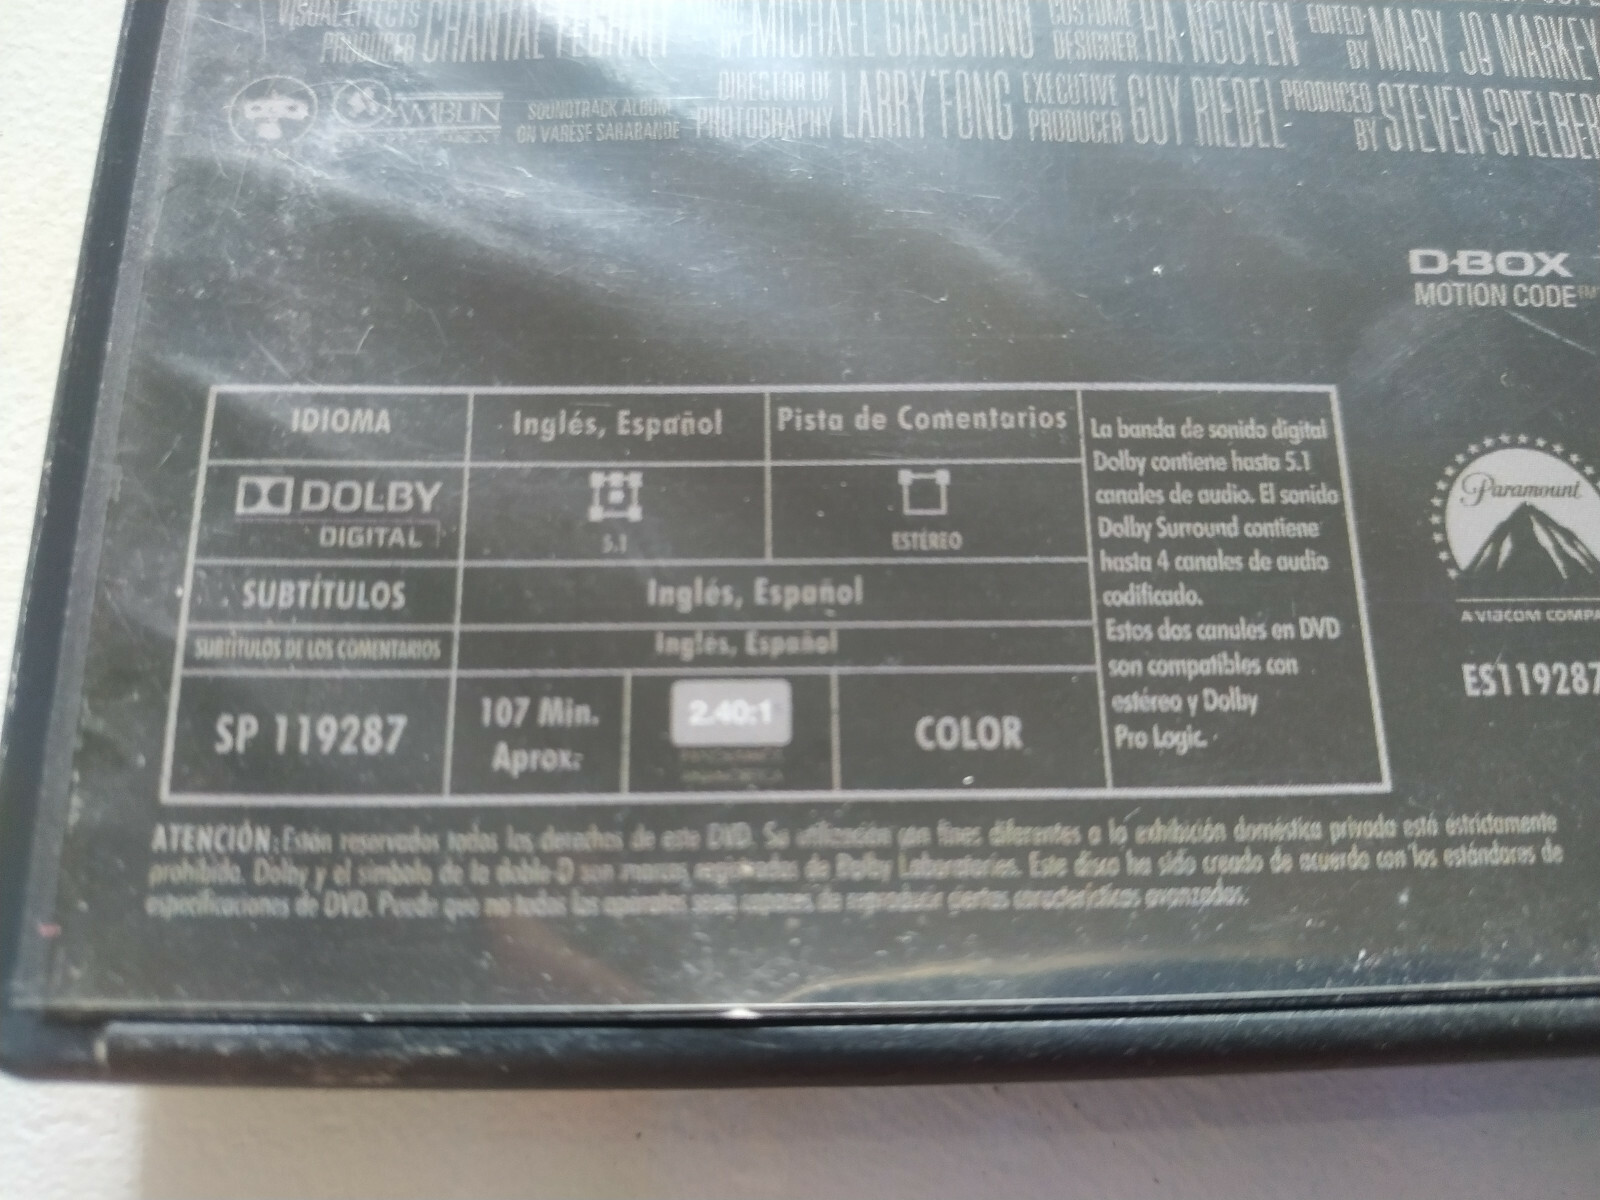 VISUAL EFFECTS
PRODUCER CHANTAL FEGHALI BY MICHAEL GIACCHINO COSTUME DESIGNER HA NGUYEN EDITED BY MARY JO MARKEY
AMBLIN SOUNDTRACK ALBUM ON VARESE SARABANDE DIRECTOR OF PHOTOGRAPHY LARRY FONG EXECUTIVE PRODUCER GUY RIEDEL PRODUCED BY STEVEN SPIELBER
D-BOX
MOTION CODE™
IDIOMA
Inglés, Español
Pista de Comentarios
DOLBY
DIGITAL
5.1
ESTÉREO
SUBTÍTULOS
Inglés, Español
SUBTÍTULOS DE LOS COMENTARIOS
Inglés, Español
SP 119287
107 Min.
Aprox.
2.40:1
COLOR
La banda de sonido digital
Dolby contiene hasta 5.1
canales de audio. El sonido
Dolby Surround contiene
hasta 4 canales de audio
codificado.
Estos dos canales en DVD
son compatibles con
estéreo y Dolby
Pro Logic.
Paramount
A VIACOM COMPA
ES119287
ATENCIÓN: Están reservados todos los derechos de este DVD. Su utilización con fines diferentes a la exhibición doméstica privada está estrictamente
prohibida. Dolby y el símbolo de la doble-D son marcas registradas de Dolby Laboratories. Este disco ha sido creado de acuerdo con los estándares de
especificaciones de DVD. Puede que no todos los aparatos sean capaces de reproducir ciertas características avanzadas.